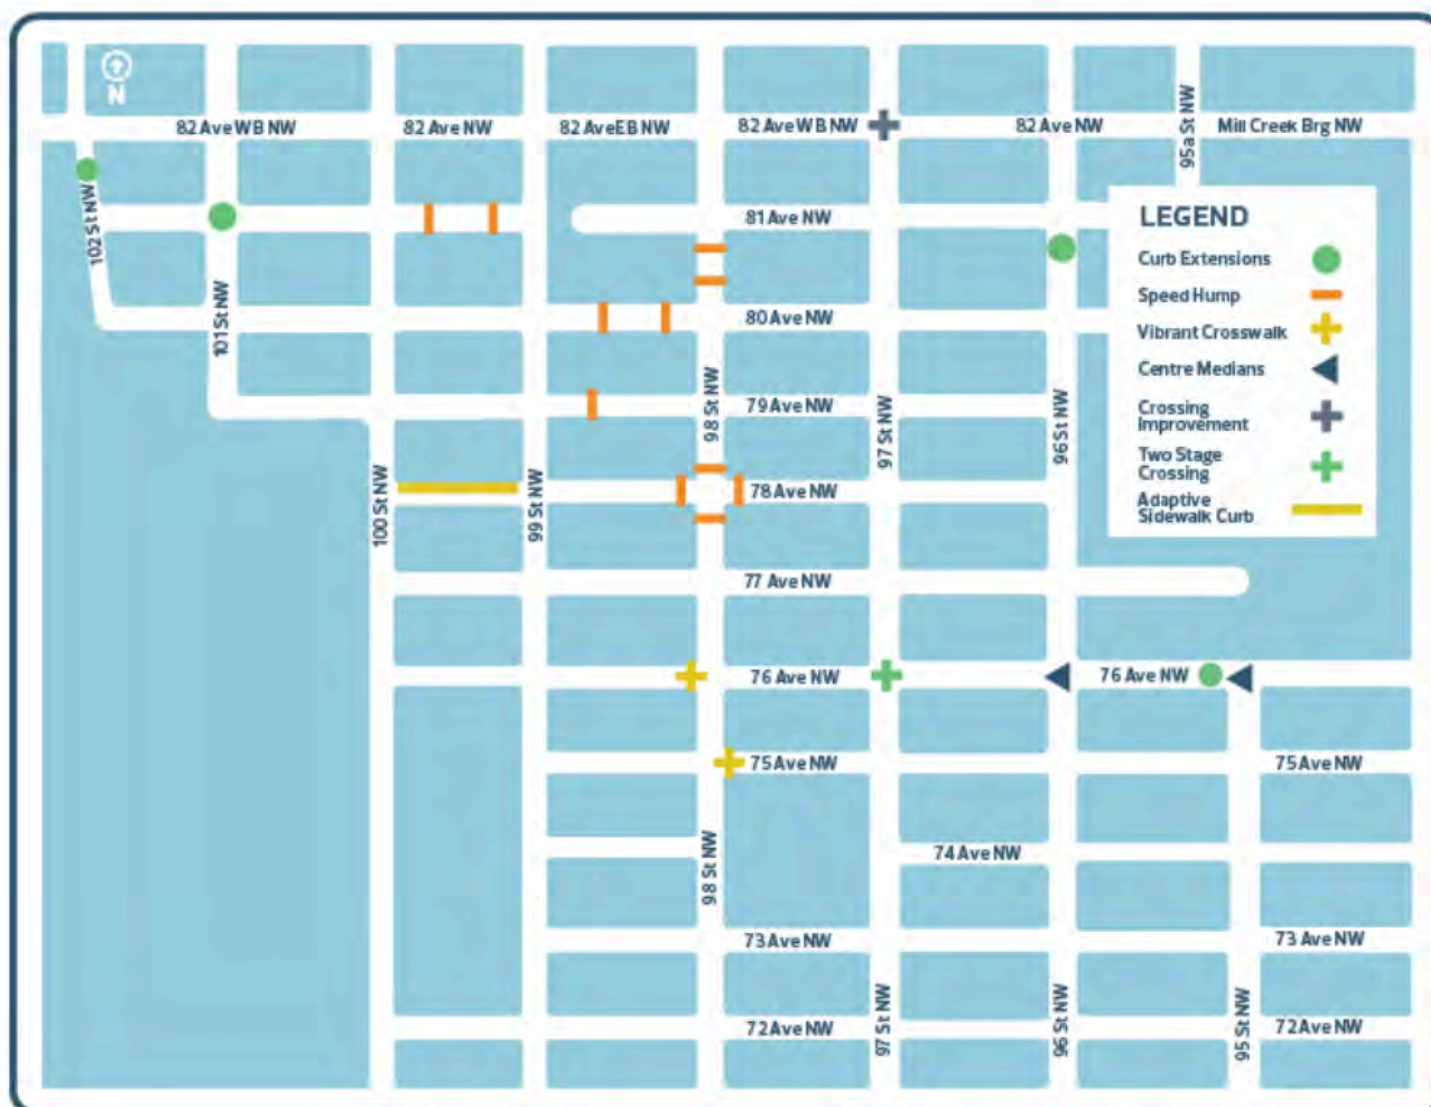 N
82 Ave WB NW
82 Ave NW
82 AveEB NW
82 Ave WB NW
82 Ave NW
Mill Creek Brg NW
95a St NW
102 St NW
81 Ave NW
LEGEND
Curb Extensions
Speed Hump
Vibrant Crosswalk
Centre Medians
Crossing
Improvement
Two Stage
Crossing
Adaptive
Sidewalk Curb
101 St NW
80 Ave NW
98 St NW
79 Ave NW
97 St NW
96 St NW
100 St NW
99 St NW
78 Ave NW
77 Ave NW
76 Ave NW
76 Ave NW
75 Ave NW
75 Ave NW
98 St NW
74 Ave NW
73 Ave NW
73 Ave NW
97 St NW
96 St NW
95 St NW
72 Ave NW
72 Ave NW